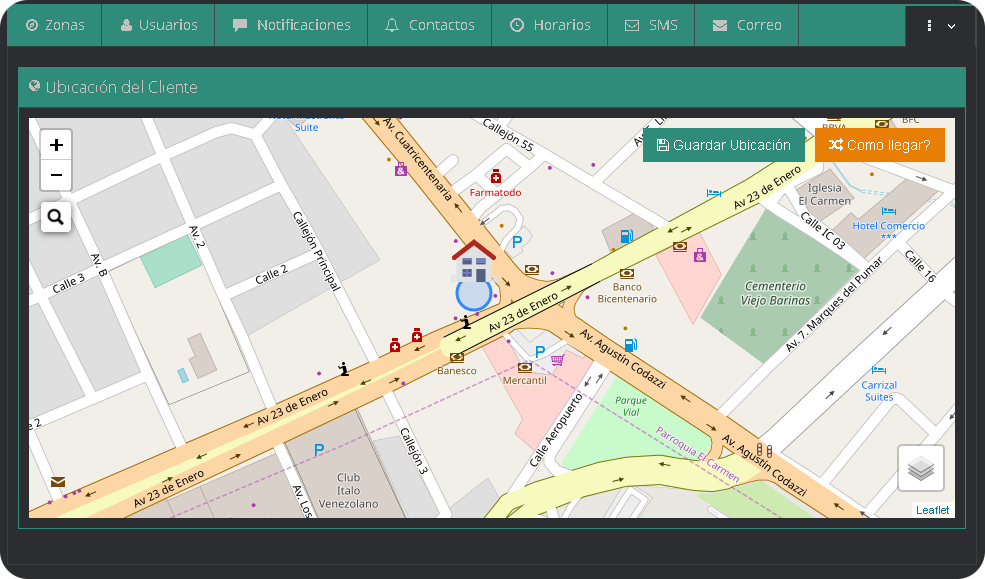 Zonas
Usuarios
Notificaciones
Contactos
Horarios
SMS
Correo
Ubicación del Cliente
+
−
Suite
Av. Cuatricentenaria
Callejón 55
BBVA
BFC
Guardar Ubicación
Como llegar?
Farmatodo
Av 23 de Enero
Iglesia
El Carmen
Calle IC 03
Hotel Comercio
***
Calle 16
Callejón Principal
Av. 2
Av. B
Calle 3
Calle 2
P
Banco
Bicentenario
Cementerio
Viejo Barinas
Av. 7. Marques del Pumar
Av 23 de Enero
Av. Agustín Codazzi
P
Banesco
Mercantil
Carrizal
Suites
Parque
Vial
Av 23 de Enero
Calle Aeropuerto
Parroquia El Carmen
Av. Agustín Codazzi
Callejón 3
P
e 2
Av 23 de Enero
Av. Los
Club
Italo
Venezolano
Leaflet